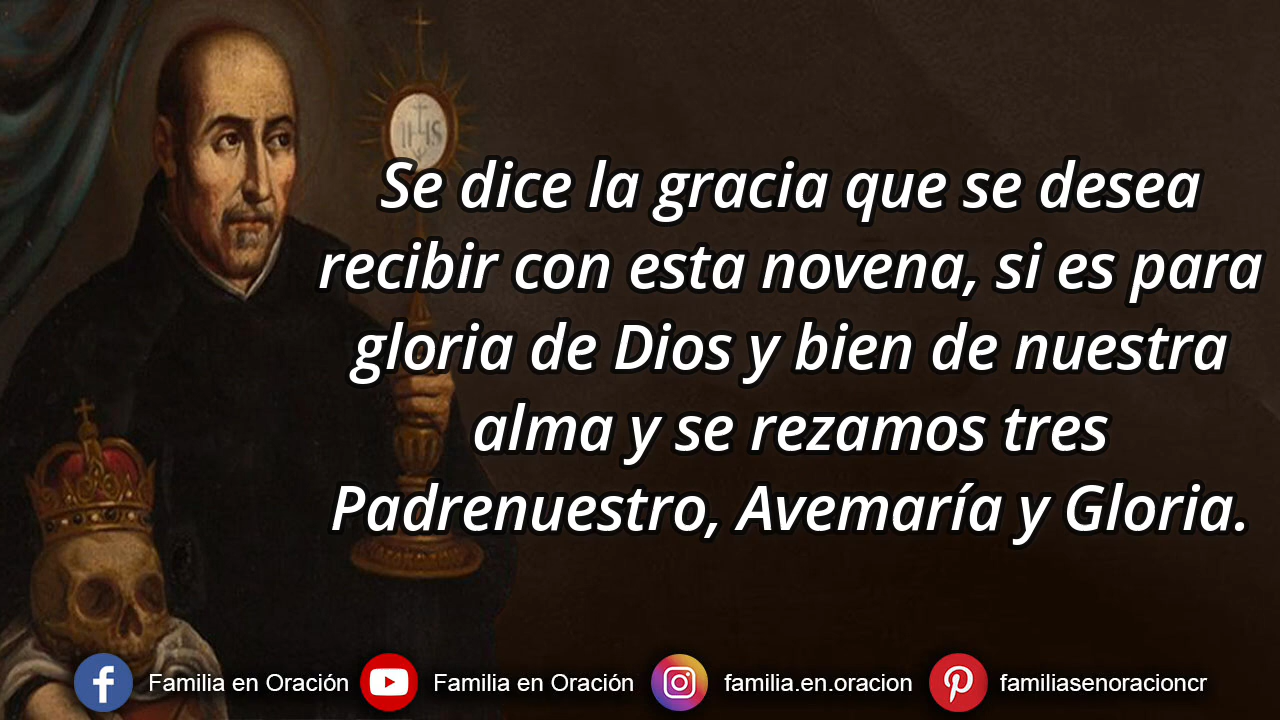 IHS
Se dice la gracia que se desea
recibir con esta novena, si es para
gloria de Dios y bien de nuestra
alma y se rezamos tres
Padrenuestro, Avemaría y Gloria.
Familia en Oración
Familia en Oración
familia.en.oracion
familiasenoracioncr